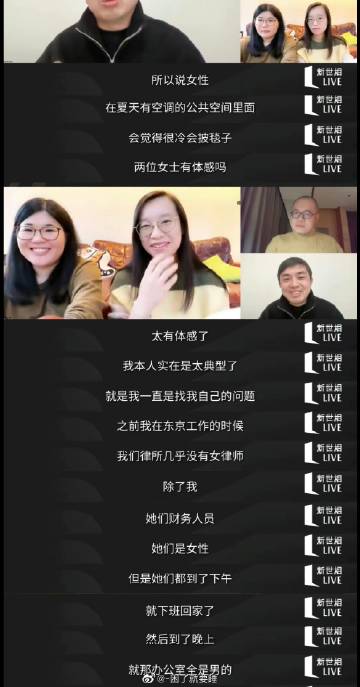 所以说女性
新世相
LIVE
在夏天有空调的公共空间里面
新世相
LIVE
会觉得很冷会披毯子
新世相
LIVE
两位女士有体感吗
新世相
LIVE
太有体感了
新世相
LIVE
我本人实在是太典型了
新世相
LIVE
就是我一直是找我自己的问题
新世相
LIVE
之前我在东京工作的时候
新世相
LIVE
我们律所几乎没有女律师
新世相
LIVE
除了我
新世相
LIVE
她们财务人员
新世相
LIVE
她们是女性
新世相
LIVE
但是她们都到了下午
新世相
LIVE
就下班回家了
新世相
LIVE
然后到了晚上
新世相
LIVE
就那办公室全是男的
新世相
LIVE
@-困了就要睡